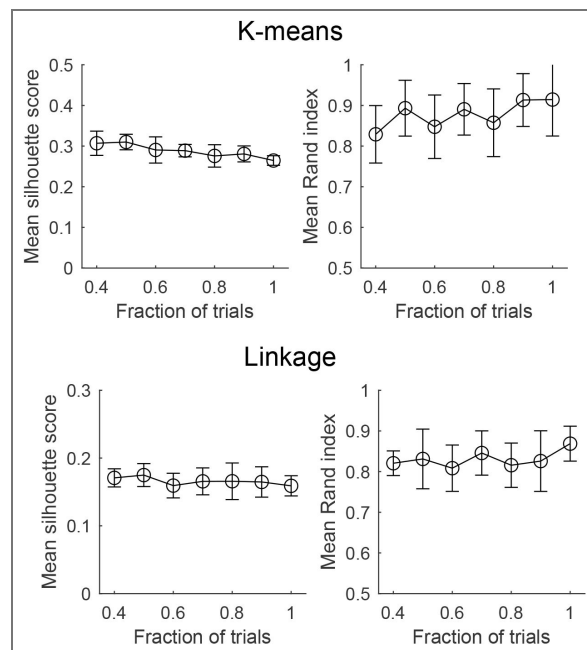 K-means
Mean silhouette score
0.5
0.4
0.3
0.2
0.1
0
0.4 0.6 0.8 1
Fraction of trials
Mean Rand index
1
0.9
0.8
0.7
0.6
0.5
0.4 0.6 0.8 1
Fraction of trials
Linkage
Mean silhouette score
0.3
0.2
0.1
0
0.4 0.6 0.8 1
Fraction of trials
Mean Rand index
1
0.9
0.8
0.7
0.6
0.5
0.4 0.6 0.8 1
Fraction of trials